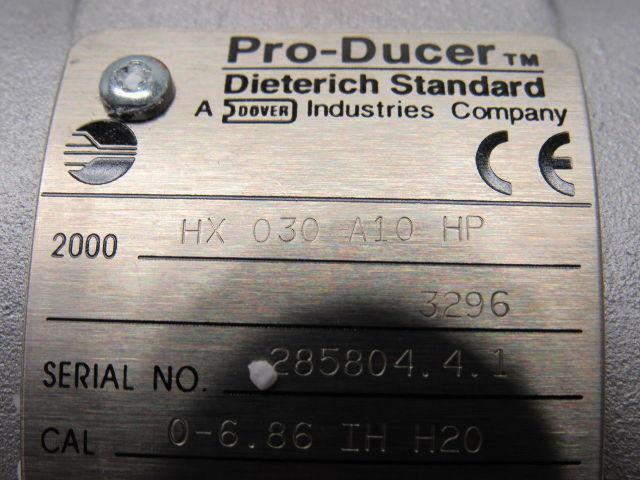 Pro-Ducer™
Dieterich Standard
A DOVER Industries Company
CE
2000 HX 030 A10 HP
3296
SERIAL NO. 285804.4.1
CAL 0-6.86 IH H20